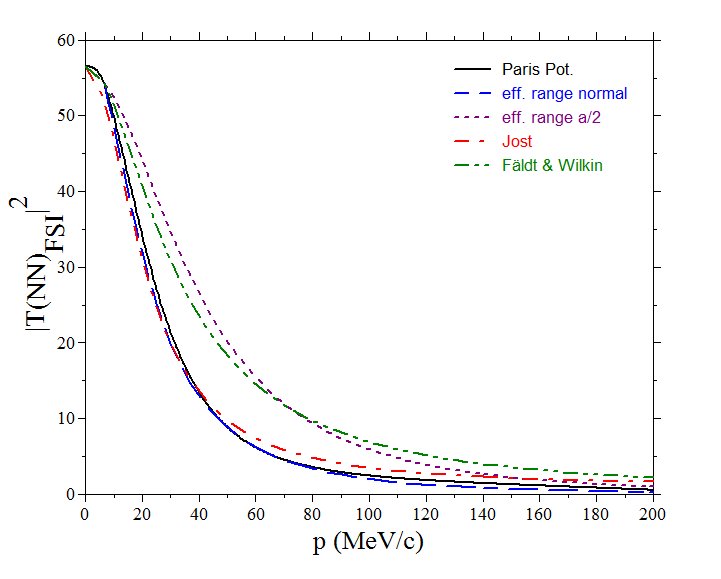 60
50
40
30
20
10
0
|T(NN)FSI|2
Paris Pot.
eff. range normal
eff. range a/2
Jost
Fäldt & Wilkin
0 20 40 60 80 100 120 140 160 180 200
p (MeV/c)